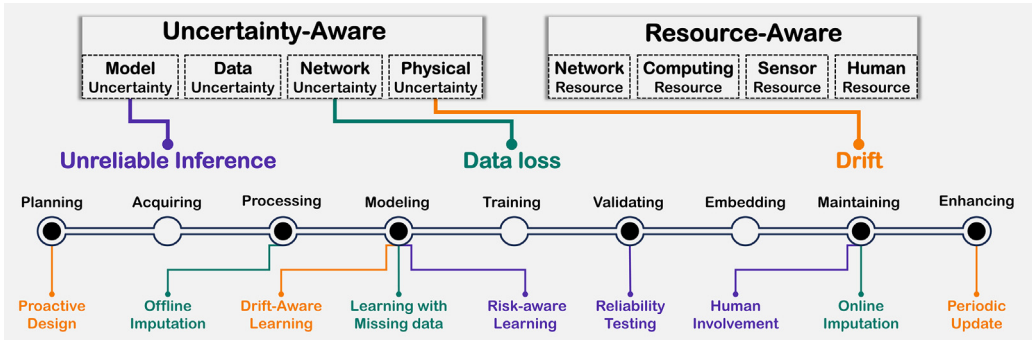 Uncertainty-Aware
Resource-Aware
Model
Uncertainty
Data
Uncertainty
Network
Uncertainty
Physical
Uncertainty
Network
Resource
Computing
Resource
Sensor
Resource
Human
Resource
Unreliable Inference
Data loss
Drift
Planning
Acquiring
Processing
Modeling
Training
Validating
Embedding
Maintaining
Enhancing
Proactive
Design
Offline
Imputation
Drift-Aware
Learning
Learning with
Missing data
Risk-aware
Learning
Reliability
Testing
Human
Involvement
Online
Imputation
Periodic
Update